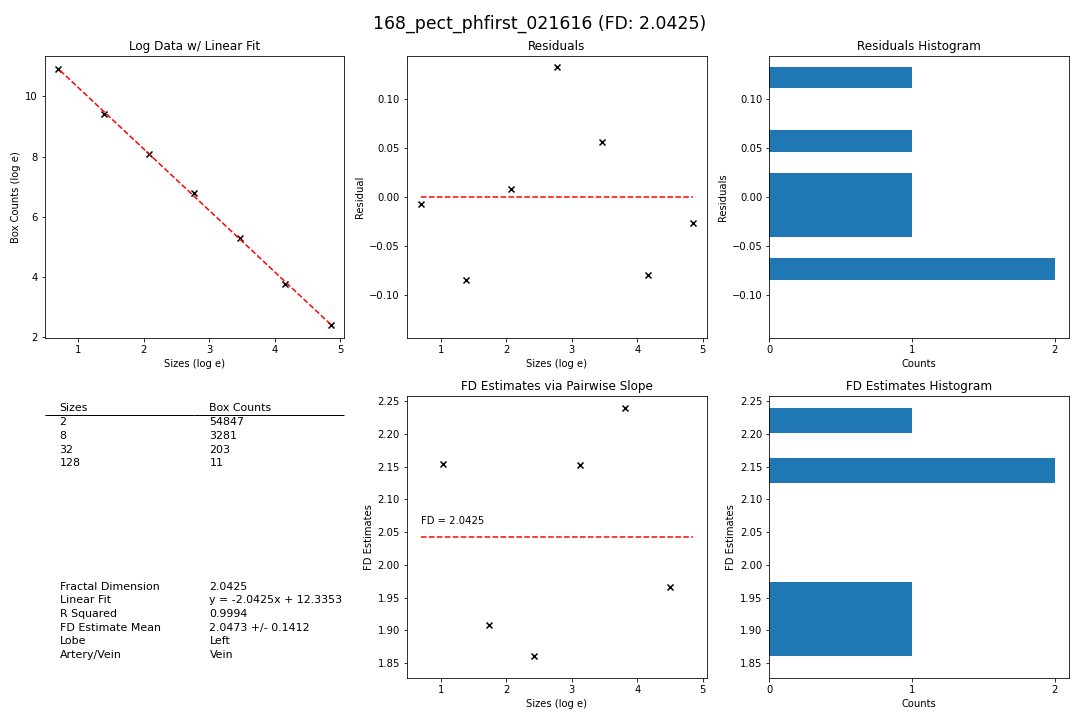 168_pect_phfirst_021616 (FD: 2.0425)
Log Data w/ Linear Fit
Box Counts (log e)
10
8
6
4
2
1 2 3 4 5
Sizes (log e)
Residuals
Residual
0.10
0.05
0.00
−0.05
−0.10
1 2 3 4 5
Sizes (log e)
Residuals Histogram
Residuals
0.10
0.05
0.00
−0.05
−0.10
0 1 2
Counts
Sizes Box Counts
2 54847
8 3281
32 203
128 11
Fractal Dimension 2.0425
Linear Fit y = -2.0425x + 12.3353
R Squared 0.9994
FD Estimate Mean 2.0473 +/- 0.1412
Lobe Left
Artery/Vein Vein
FD Estimates via Pairwise Slope
FD Estimates
2.25
2.20
2.15
2.10
2.05
2.00
1.95
1.90
1.85
FD = 2.0425
1 2 3 4 5
Sizes (log e)
FD Estimates Histogram
FD Estimates
2.25
2.20
2.15
2.10
2.05
2.00
1.95
1.90
1.85
0 1 2
Counts